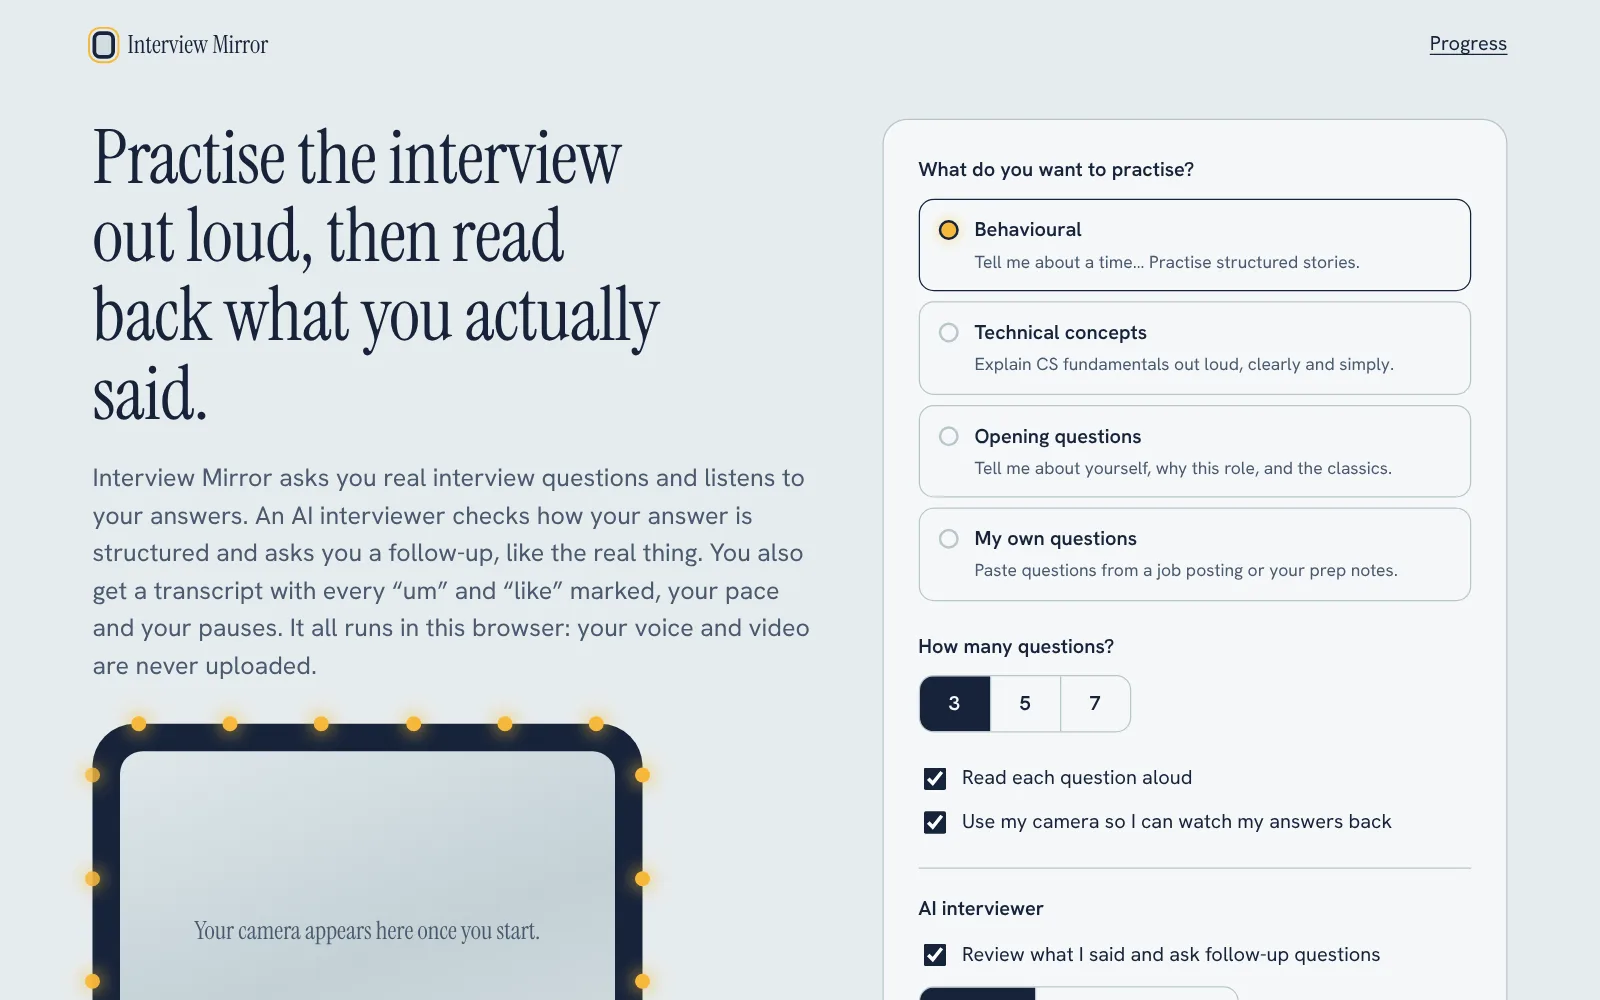 Interview Mirror
Progress
Practise the interview
out loud, then read
back what you actually
said.
Interview Mirror asks you real interview questions and listens to
your answers. An AI interviewer checks how your answer is
structured and asks you a follow-up, like the real thing. You also
get a transcript with every “um” and “like” marked, your pace
and your pauses. It all runs in this browser: your voice and video
are never uploaded.
Your camera appears here once you start.
What do you want to practise?
Behavioural
Tell me about a time… Practise structured stories.
Technical concepts
Explain CS fundamentals out loud, clearly and simply.
Opening questions
Tell me about yourself, why this role, and the classics.
My own questions
Paste questions from a job posting or your prep notes.
How many questions?
3 5 7
Read each question aloud
Use my camera so I can watch my answers back
AI interviewer
Review what I said and ask follow-up questions